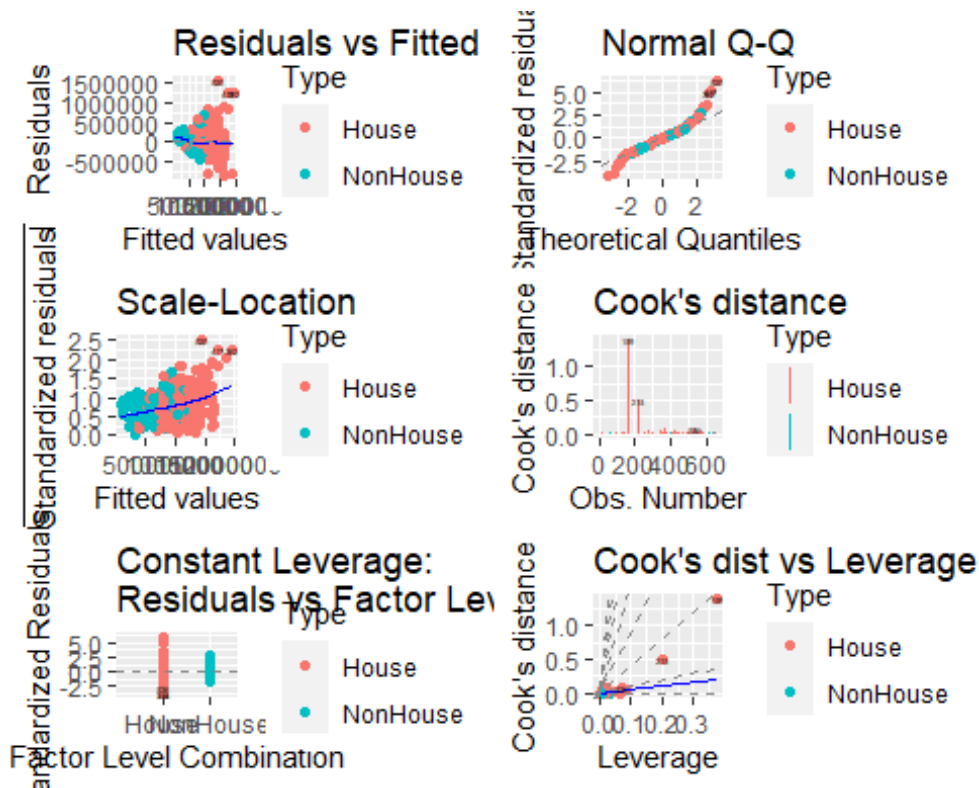 Residuals vs Fitted
Residuals
1500000
1000000
500000
0
-500000
Fitted values
Type
House
NonHouse
Normal Q-Q
5.0
2.5
0.0
-2.5
-2 0 2
Theoretical Quantiles
Type
House
NonHouse
Scale-Location
Standardized residuals
2.5
2.0
1.5
1.0
0.5
0.0
Fitted values
Type
House
NonHouse
Cook's distance
Cook's distance
1.0
0.5
0.0
0 200 400 600
Obs. Number
Type
House
NonHouse
Constant Leverage:
Residuals vs Factor Lev
Residuals
5.0
2.5
0.0
-2.5
House NonHouse
Factor Level Combination
Type
House
NonHouse
Cook's dist vs Leverage
Cook's distance
1.0
0.5
0.0
0.0 0.1 0.2 0.3
Leverage
Type
House
NonHouse